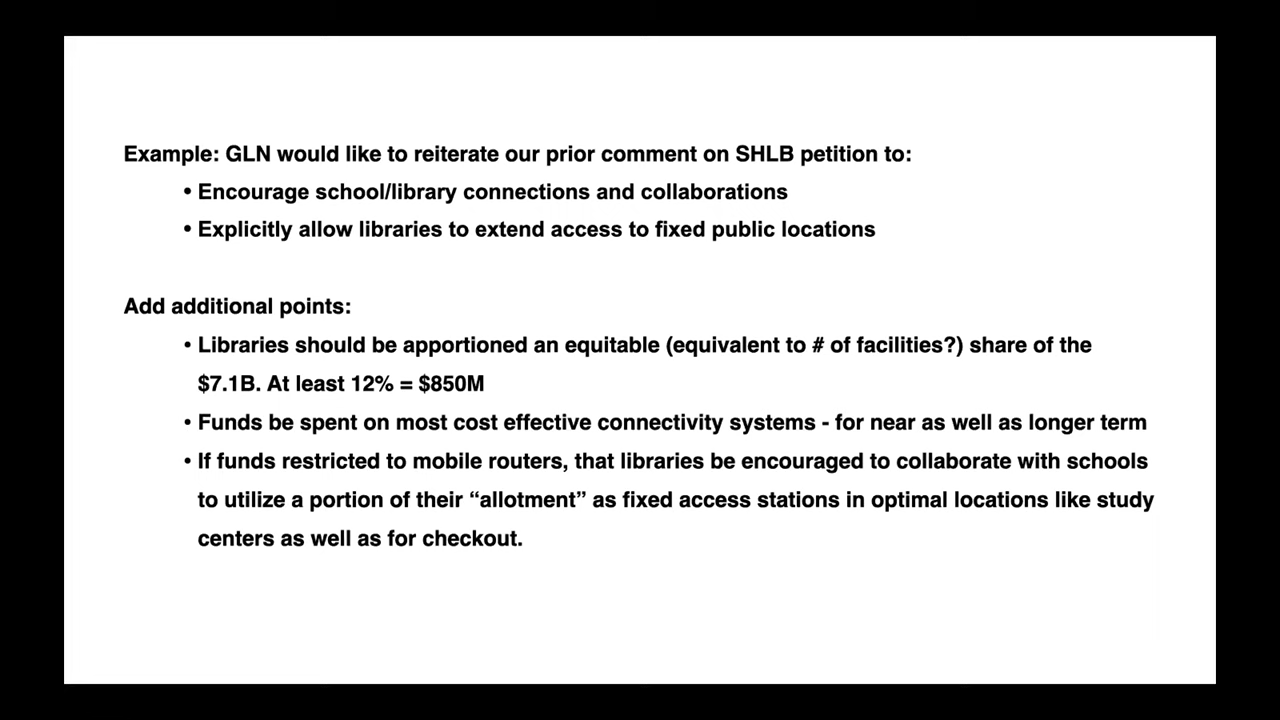 Example: GLN would like to reiterate our prior comment on SHLB petition to:
• Encourage school/library connections and collaborations
• Explicitly allow libraries to extend access to fixed public locations
Add additional points:
• Libraries should be apportioned an equitable (equivalent to # of facilities?) share of the
$7.1B. At least 12% = $850M
• Funds be spent on most cost effective connectivity systems - for near as well as longer term
• If funds restricted to mobile routers, that libraries be encouraged to collaborate with schools
to utilize a portion of their “allotment” as fixed access stations in optimal locations like study
centers as well as for checkout.